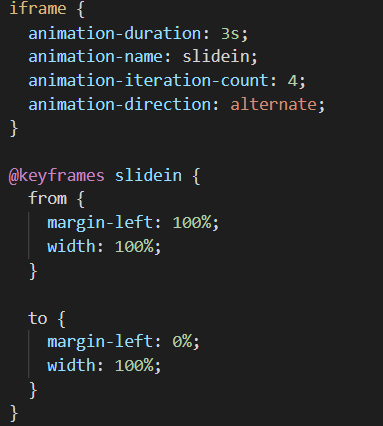 iframe {
  animation-duration: 3s;
  animation-name: slidein;
  animation-iteration-count: 4;
  animation-direction: alternate;
}

@keyframes slidein {
  from {
    margin-left: 100%;
    width: 100%;
  }

  to {
    margin-left: 0%;
    width: 100%;
  }
}